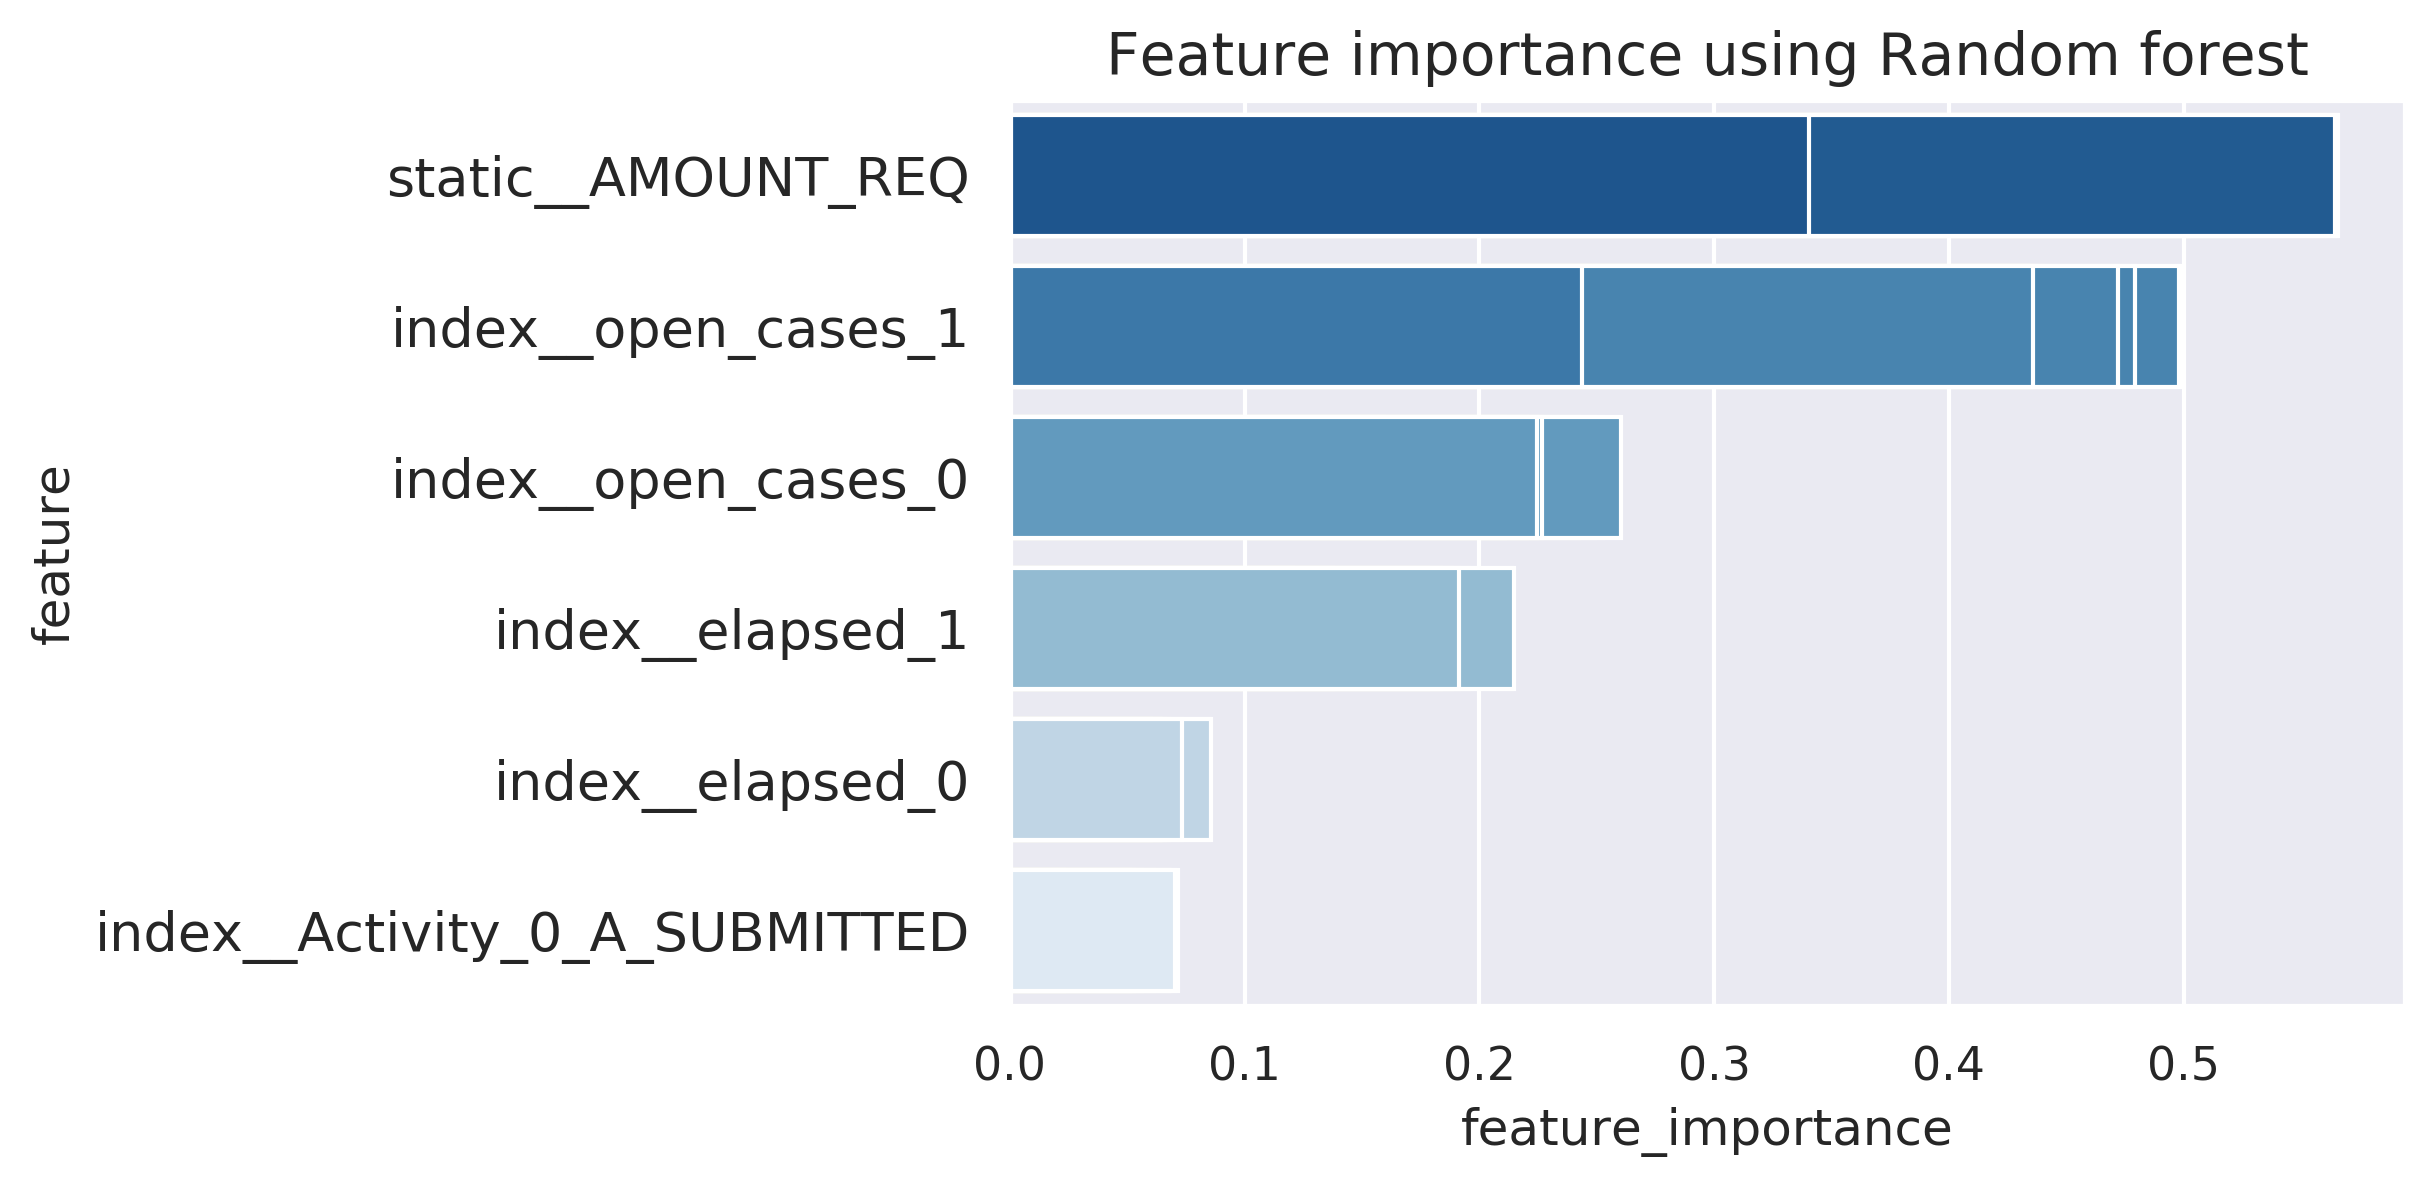 Feature importance using Random forest
static__AMOUNT_REQ
index__open_cases_1
index__open_cases_0
index__elapsed_1
index__elapsed_0
index__Activity_0_A_SUBMITTED
feature
0.0 0.1 0.2 0.3 0.4 0.5
feature_importance